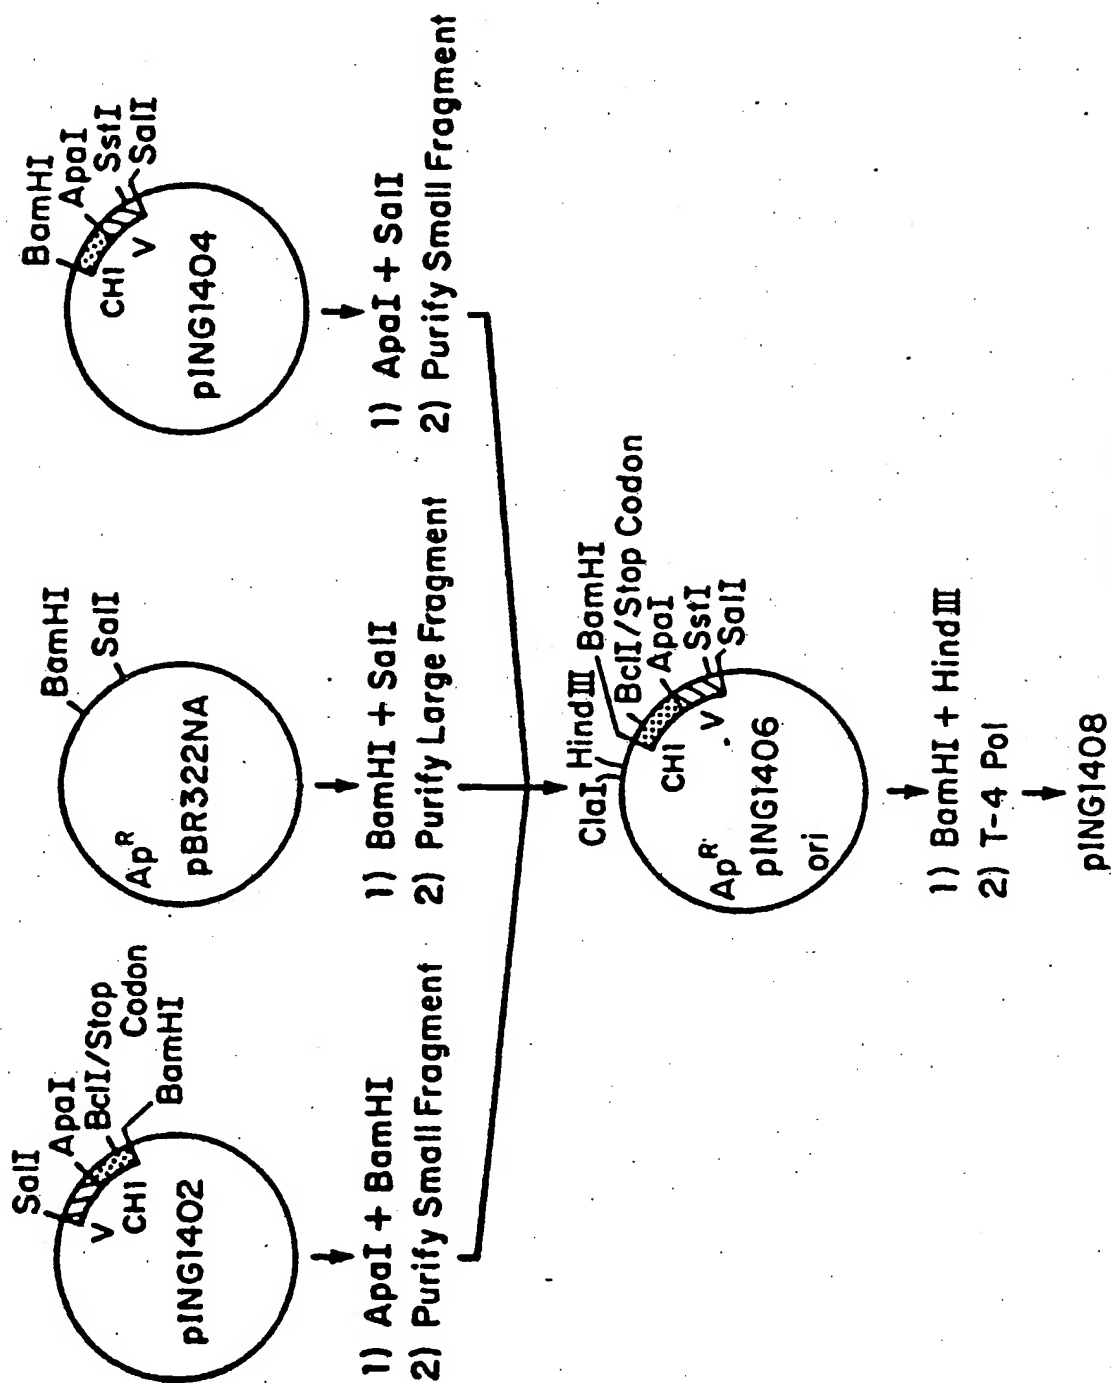 SalI
ApaI
BclI/Stop
Codon
BamHI
V
CH1
pING1402
1) ApaI + BamHI
2) Purify Small Fragment
BamHI
SalI
Ap^R
pBR322NA
1) BamHI + SalI
2) Purify Large Fragment
BamHI
ApaI
SstI
SalI
CH1
V
pING1404
1) ApaI + SalI
2) Purify Small Fragment
ClaI
HindIII
BamHI
BclI/Stop Codon
ApaI
SstI
SalI
CH1
V
Ap^R
pING1406
ori
1) BamHI + HindIII
2) T-4 Pol
pING1408